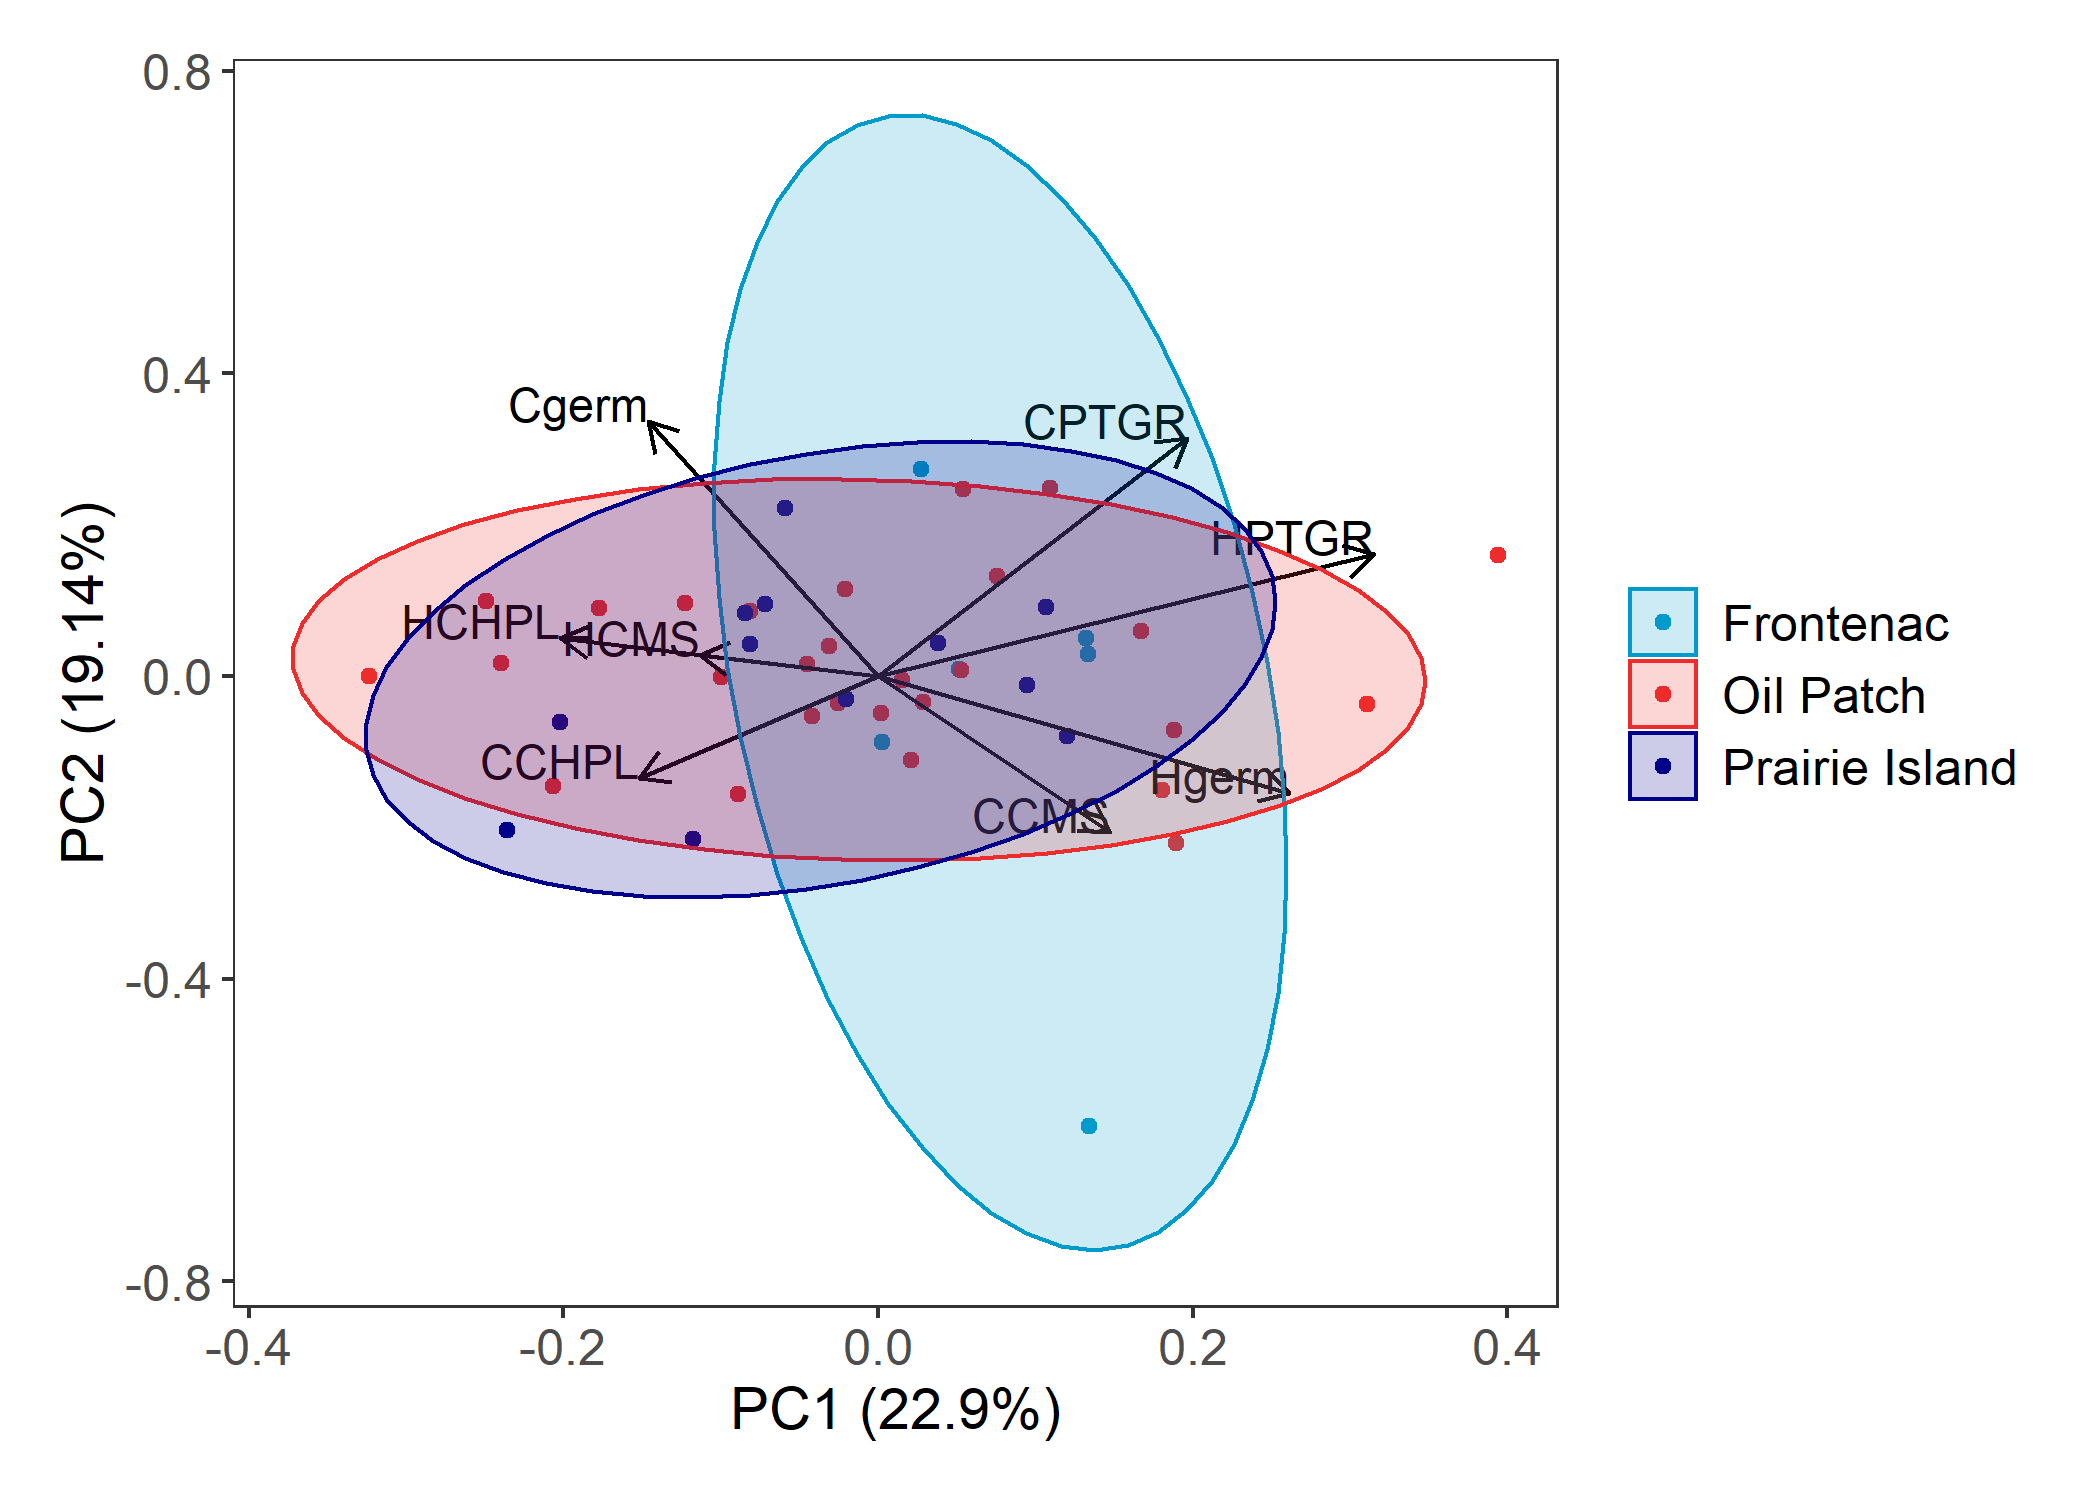 0.8
0.4
0.0
-0.4
-0.8
PC2 (19.14%)
Cgerm
CPTGR
HPTGR
HCHPL
HCMS
CCHPL
Hgerm
CCMS
-0.4
-0.2
0.0
0.2
0.4
PC1 (22.9%)
Frontenac
Oil Patch
Prairie Island